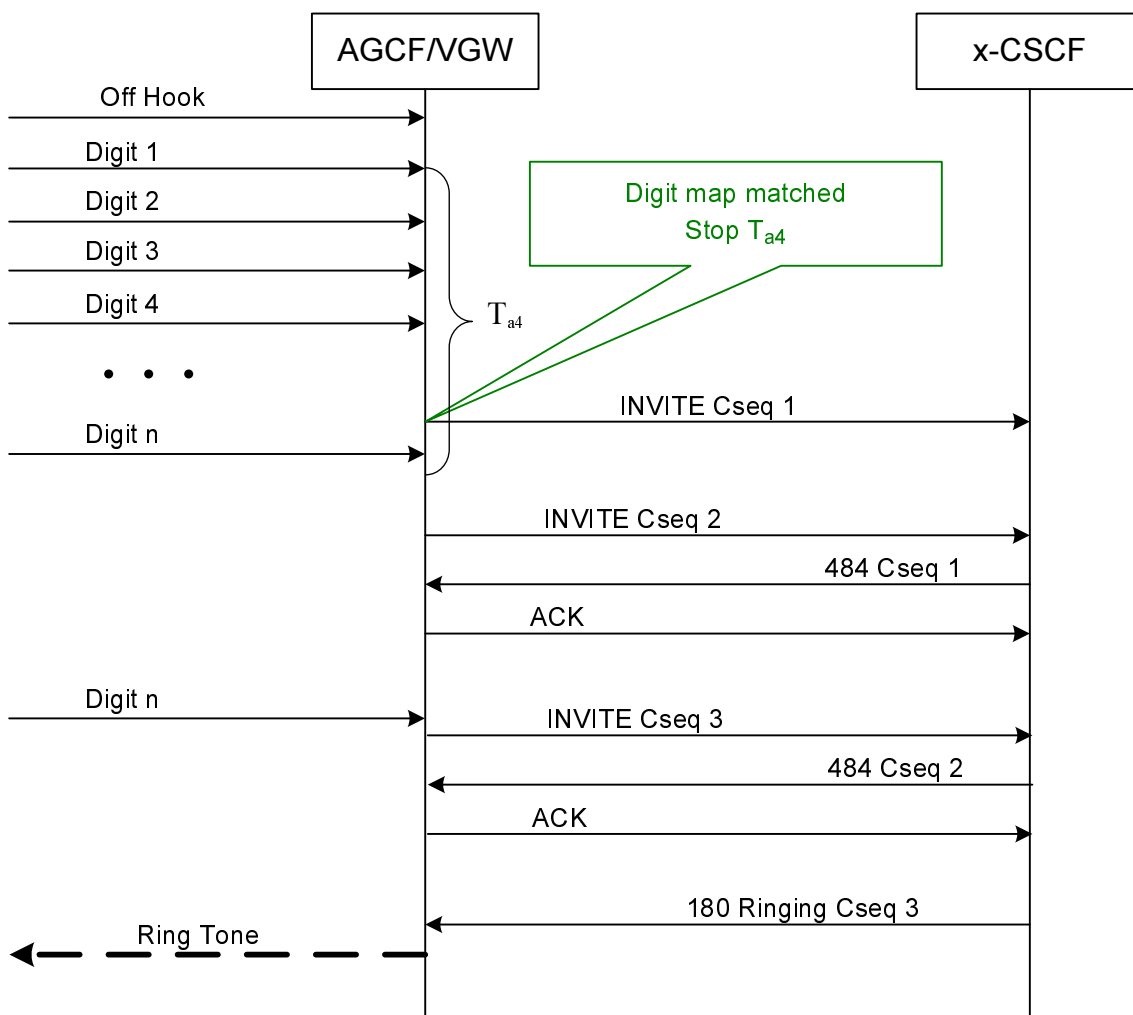 AGCF/VGW
x-CSCF
Off Hook
Digit 1
Digit 2
Digit 3
Digit 4
Digit map matched
Stop Ta4
Ta4
• • •
INVITE Cseq 1
Digit n
INVITE Cseq 2
484 Cseq 1
ACK
Digit n
INVITE Cseq 3
484 Cseq 2
ACK
180 Ringing Cseq 3
Ring Tone